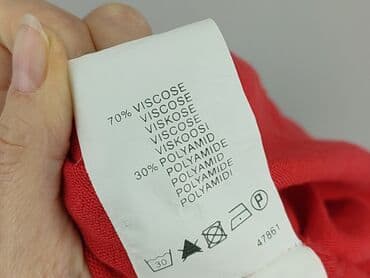 70% VISCOSE
VISCOSE
VISKOSE
VISCOSE
VISKOOSI
30% POLYAMID
POLYAMIDE
POLYAMID
POLYAMIDE
POLYAMIDI
30
P
47861